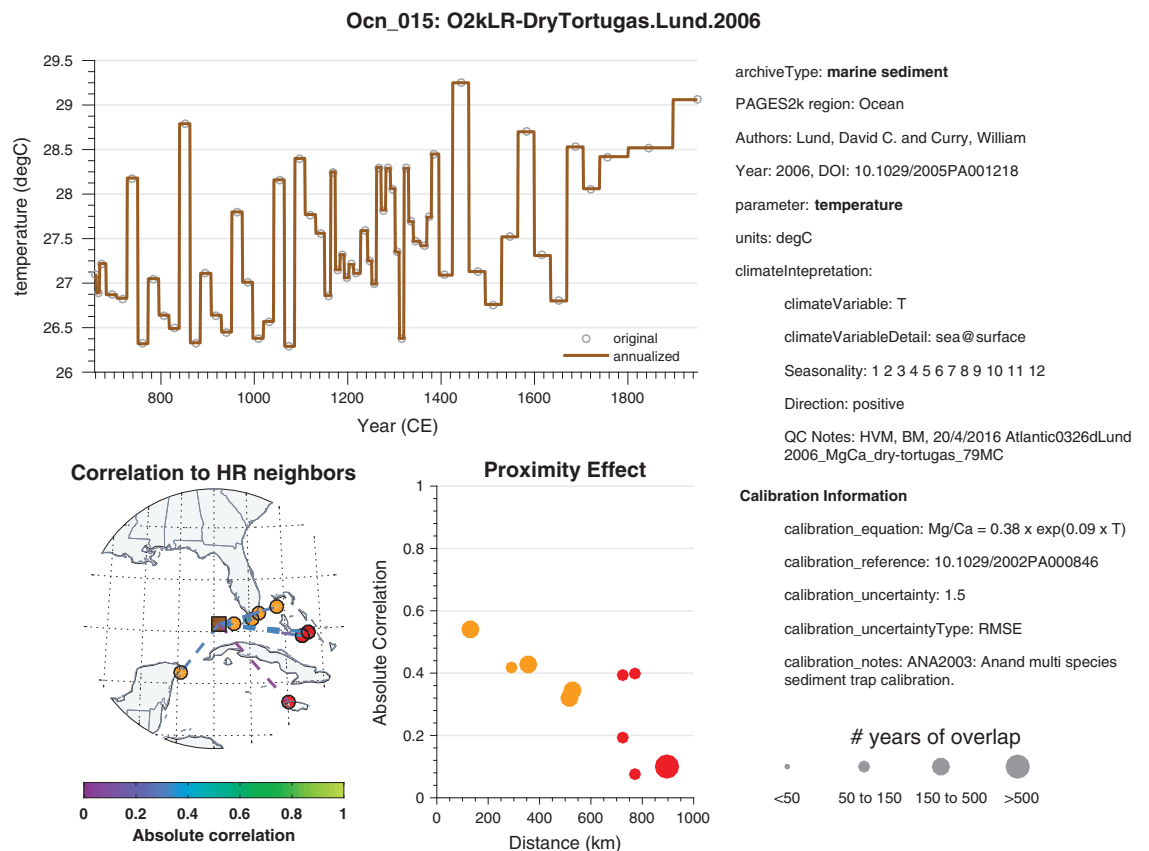 Ocn_015: O2kLR-DryTortugas.Lund.2006
29.5
29
28.5
28
27.5
27
26.5
26
temperature (degC)
800
1000
1200
1400
1600
1800
Year (CE)
original
annualized
archiveType: marine sediment
PAGES2k region: Ocean
Authors: Lund, David C. and Curry, William
Year: 2006, DOI: 10.1029/2005PA001218
parameter: temperature
units: degC
climateIntepretation:
climateVariable: T
climateVariableDetail: sea@surface
Seasonality: 1 2 3 4 5 6 7 8 9 10 11 12
Direction: positive
QC Notes: HVM, BM, 20/4/2016 Atlantic0326dLund
2006_MgCa_dry-tortugas_79MC
Calibration Information
calibration_equation: Mg/Ca = 0.38 x exp(0.09 x T)
calibration_reference: 10.1029/2002PA000846
calibration_uncertainty: 1.5
calibration_uncertaintyType: RMSE
calibration_notes: ANA2003: Anand multi species
sediment trap calibration.
Correlation to HR neighbors
0
0.2
0.4
0.6
0.8
1
Absolute correlation
Proximity Effect
1
0.8
0.6
0.4
0.2
0
Absolute Correlation
0
200
400
600
800
1000
Distance (km)
# years of overlap
<50
50 to 150
150 to 500
>500